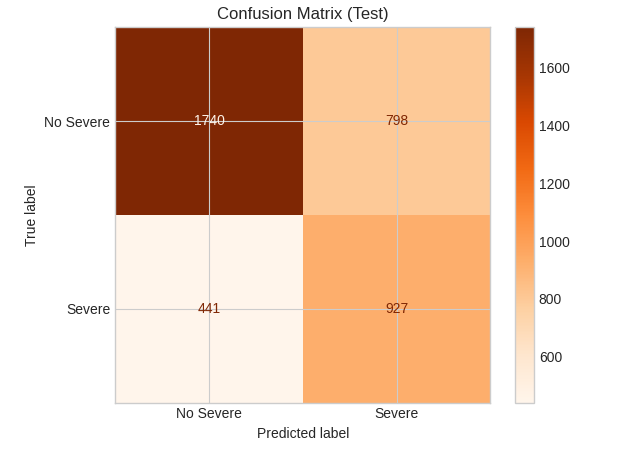 Confusion Matrix (Test)
True label
No Severe
1740
798
Severe
441
927
No Severe
Severe
Predicted label
1600
1400
1200
1000
800
600